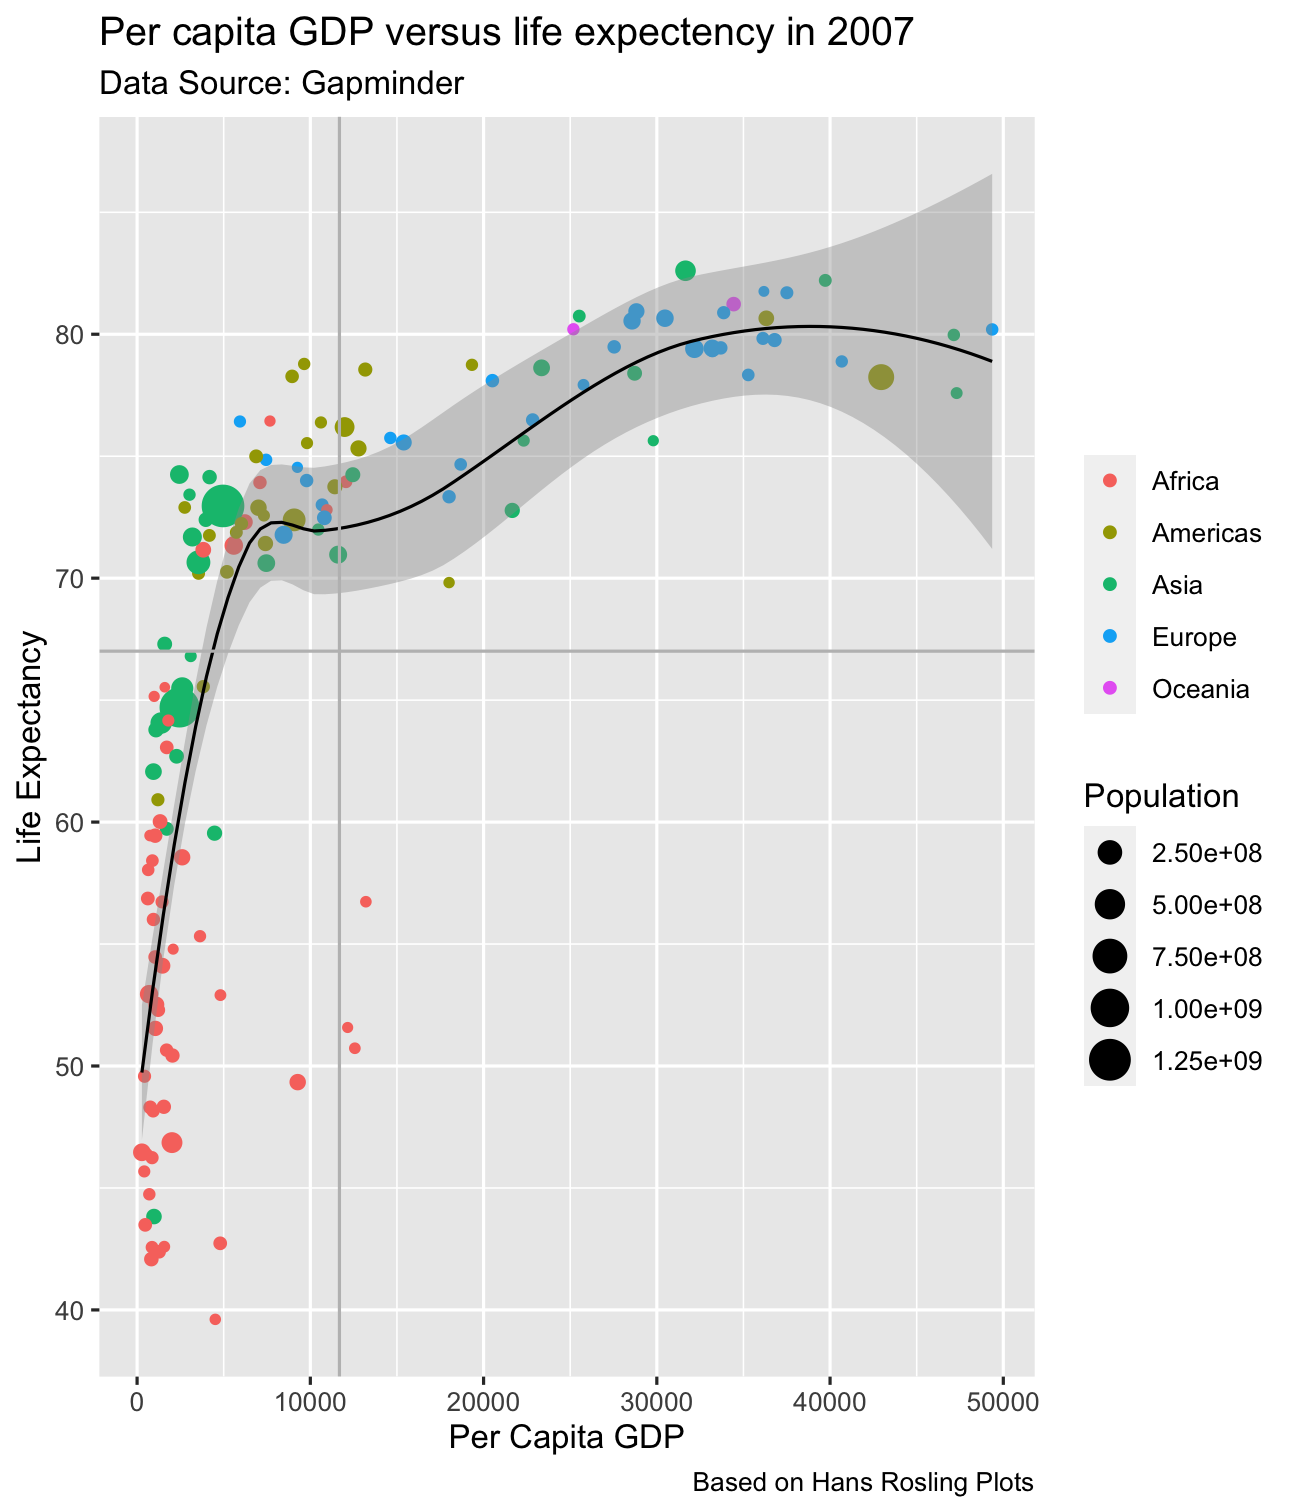 Per capita GDP versus life expectency in 2007
Data Source: Gapminder
Life Expectancy
80
70
60
50
40
0 10000 20000 30000 40000 50000
Per Capita GDP
Based on Hans Rosling Plots
Africa
Americas
Asia
Europe
Oceania
Population
2.50e+08
5.00e+08
7.50e+08
1.00e+09
1.25e+09